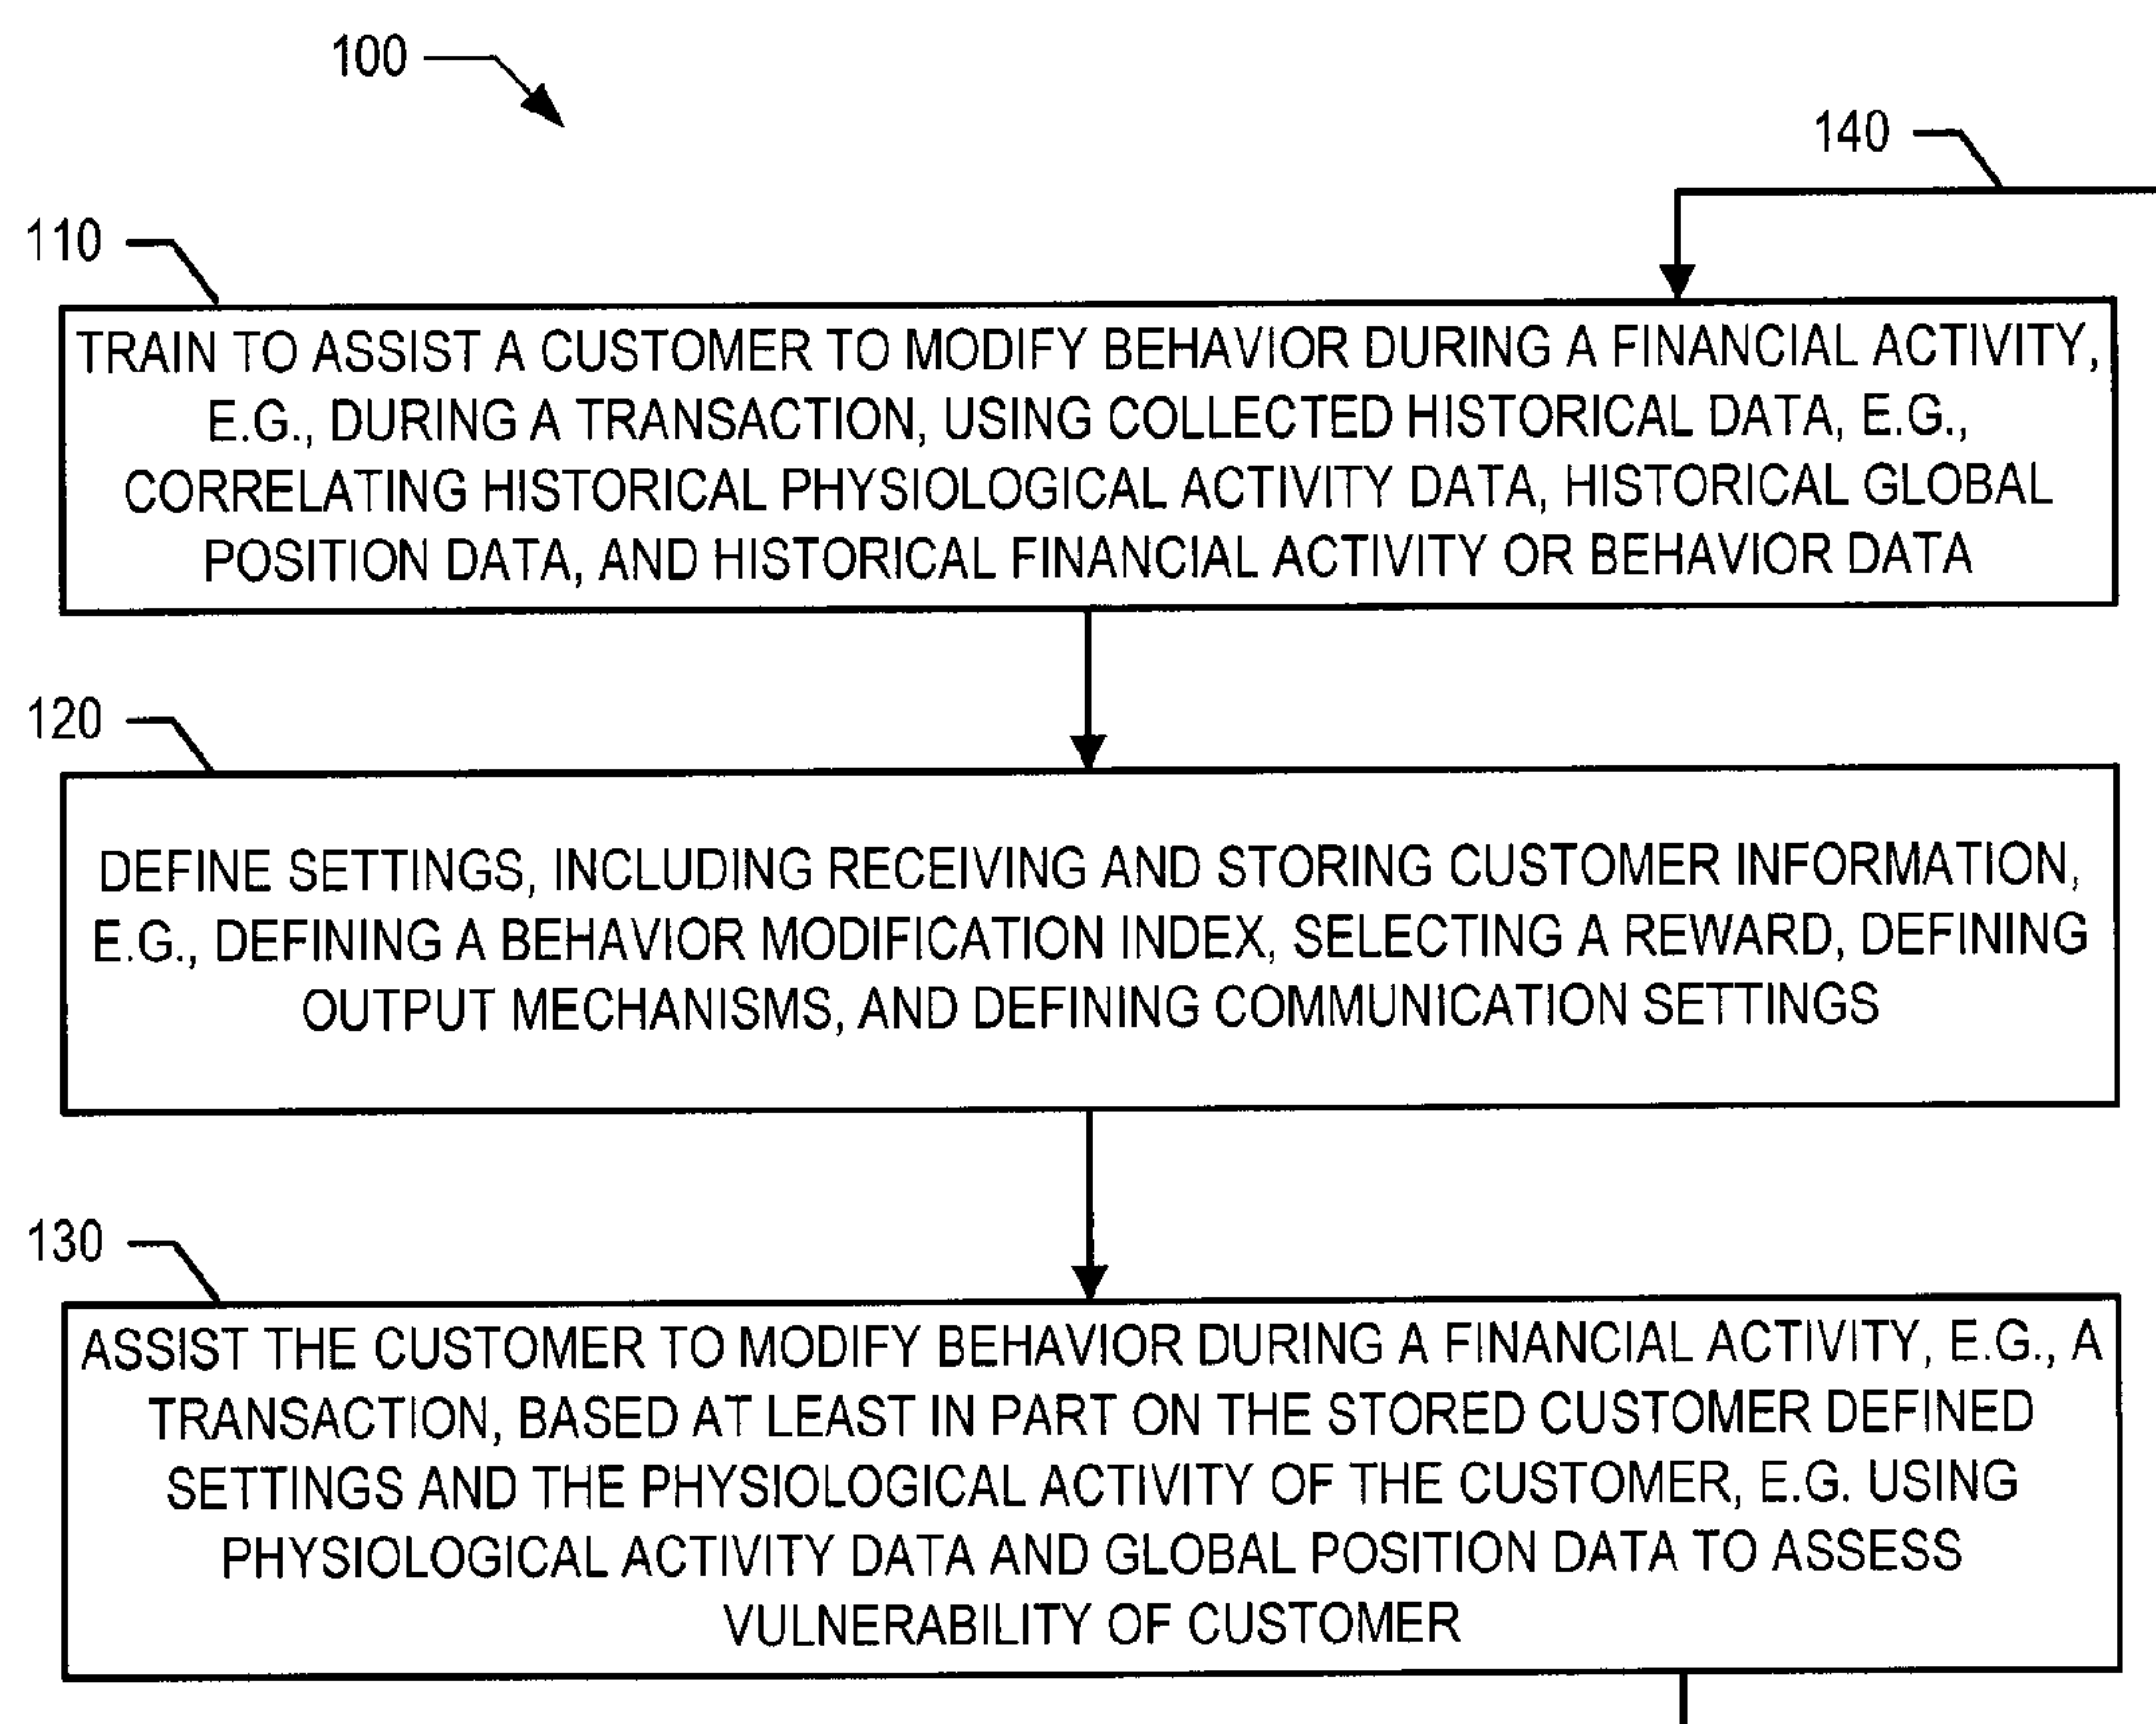 100
140
110
TRAIN TO ASSIST A CUSTOMER TO MODIFY BEHAVIOR DURING A FINANCIAL ACTIVITY,
E.G., DURING A TRANSACTION, USING COLLECTED HISTORICAL DATA, E.G.,
CORRELATING HISTORICAL PHYSIOLOGICAL ACTIVITY DATA, HISTORICAL GLOBAL
POSITION DATA, AND HISTORICAL FINANCIAL ACTIVITY OR BEHAVIOR DATA
120
DEFINE SETTINGS, INCLUDING RECEIVING AND STORING CUSTOMER INFORMATION,
E.G., DEFINING A BEHAVIOR MODIFICATION INDEX, SELECTING A REWARD, DEFINING
OUTPUT MECHANISMS, AND DEFINING COMMUNICATION SETTINGS
130
ASSIST THE CUSTOMER TO MODIFY BEHAVIOR DURING A FINANCIAL ACTIVITY, E.G., A
TRANSACTION, BASED AT LEAST IN PART ON THE STORED CUSTOMER DEFINED
SETTINGS AND THE PHYSIOLOGICAL ACTIVITY OF THE CUSTOMER, E.G. USING
PHYSIOLOGICAL ACTIVITY DATA AND GLOBAL POSITION DATA TO ASSESS
VULNERABILITY OF CUSTOMER